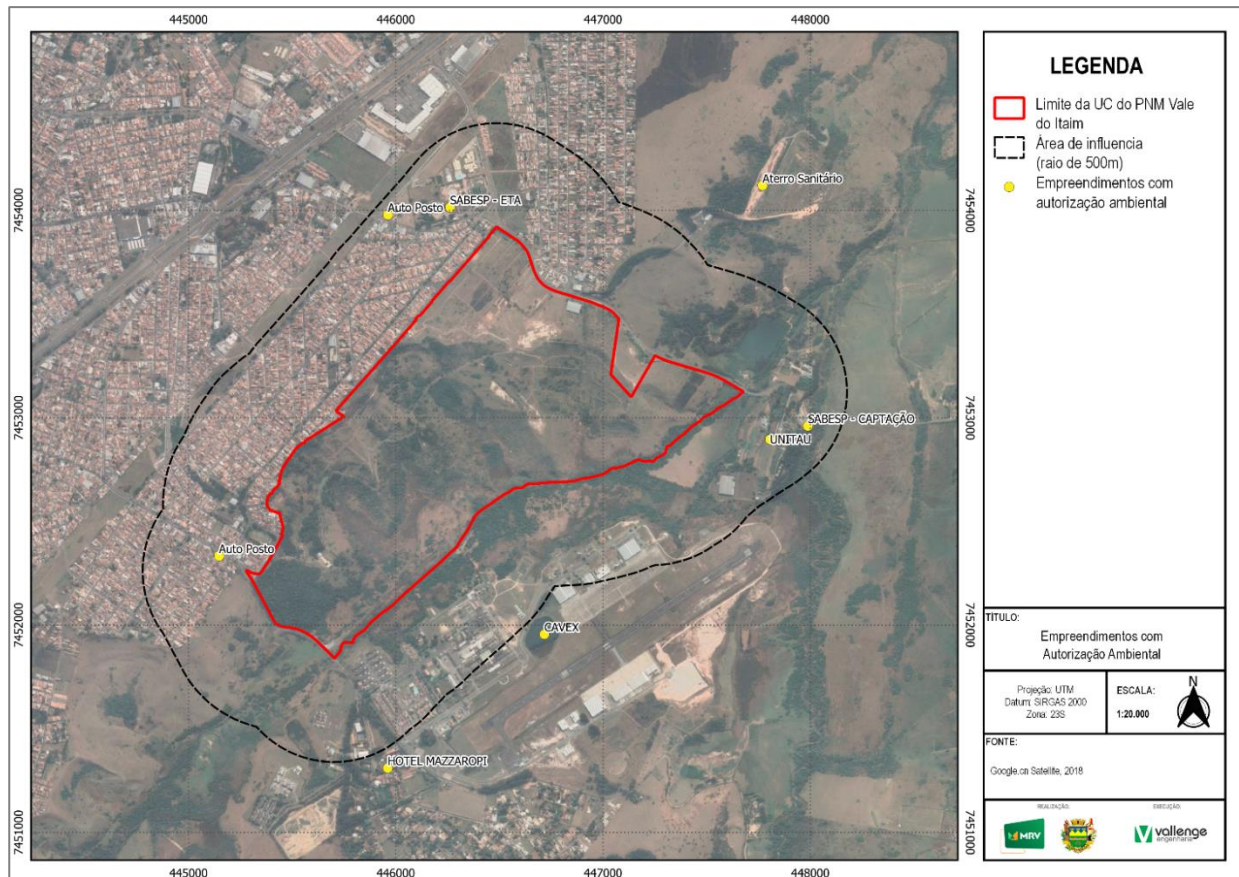 445000 446000 447000 448000
7454000
7453000
7452000
7451000
Aterro Sanitário
SABESP - ETA
Auto Posto
SABESP - CAPTAÇÃO
UNITAU
Auto Posto
CAVEX
HOTEL MAZZAROPI
7454000
7453000
7452000
7451000
445000 446000 447000 448000
LEGENDA
Limite da UC do PNM Vale
do Itaim
Área de influencia
(raio de 500m)
Empreendimentos com
autorização ambiental
TÍTULO:
Empreendimentos com
Autorização Ambiental
Projeção: UTM
Datum: SIRGAS 2000
Zona: 23S
ESCALA:
1:20.000
N
FONTE:
Google.cn Satellite, 2018
REALIZAÇÃO:
EXECUÇÃO:
MRV
vallenge
engenharia